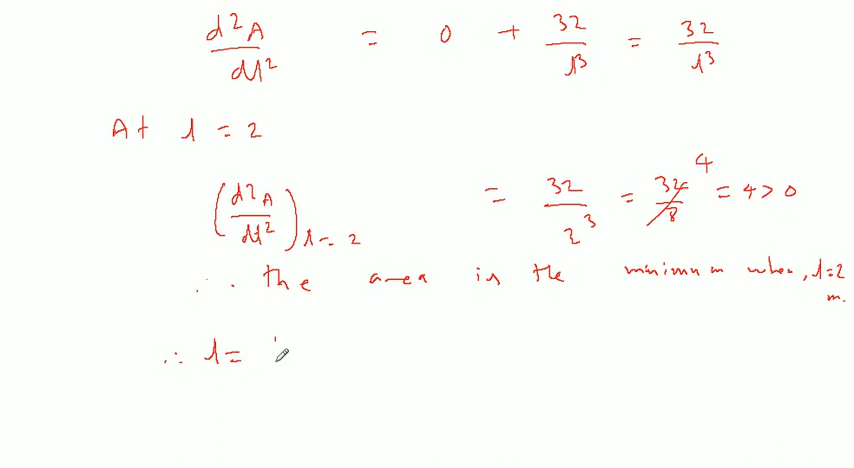 d²A/dl² = 0 + 32/l³ = 32/l³
At l = 2
(d²A/dl²) l = 2 = 32/2³ = 32/8 4 = 4 > 0
∴ the area is the minimum when, l=2 m.
∴ l =